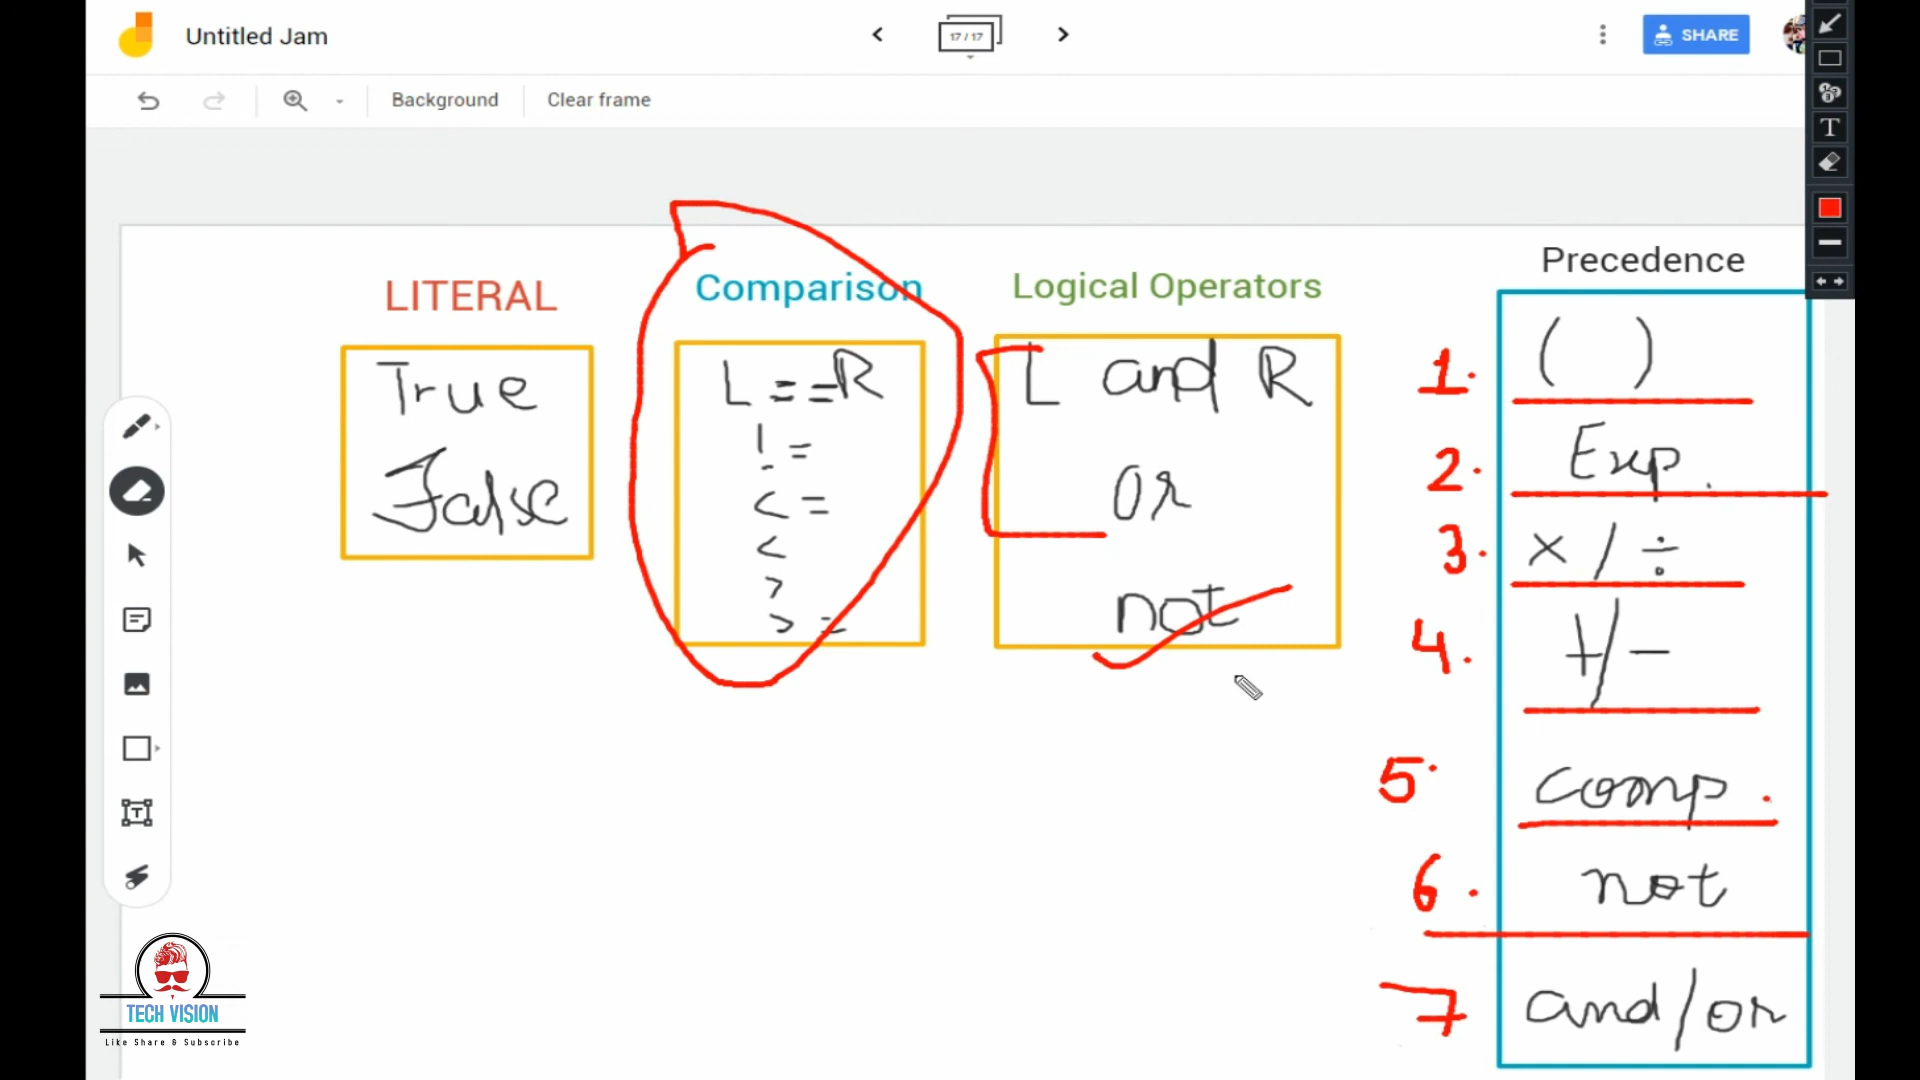 Untitled Jam
17 / 17
SHARE
Background
Clear frame
T
LITERAL
True
False
Comparison
L = = R
! =
< =
<
>
> =
Logical Operators
L and R
or
not
Precedence
1. ( )
2. Exp.
3. × / ÷
4. + / -
5. comp.
6. not
7 and/or
TECH VISION
Like Share & Subscribe